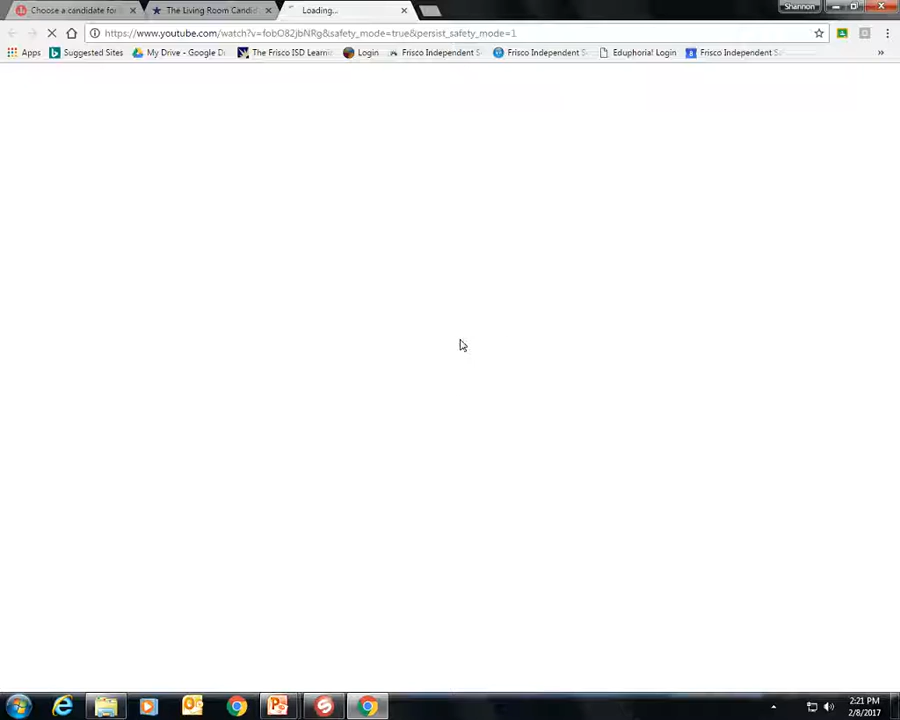 Choose a candidate for
The Living Room Candid
Loading...
Shannon
https://www.youtube.com/watch?v=fobO82jbNRg&safety_mode=true&persist_safety_mode=1
Apps
Suggested Sites
My Drive - Google Dr
The Frisco ISD Learni
Login
Frisco Independent S
Frisco Independent S
Eduphoria! Login
Frisco Independent S
»
2:21 PM
2/8/2017